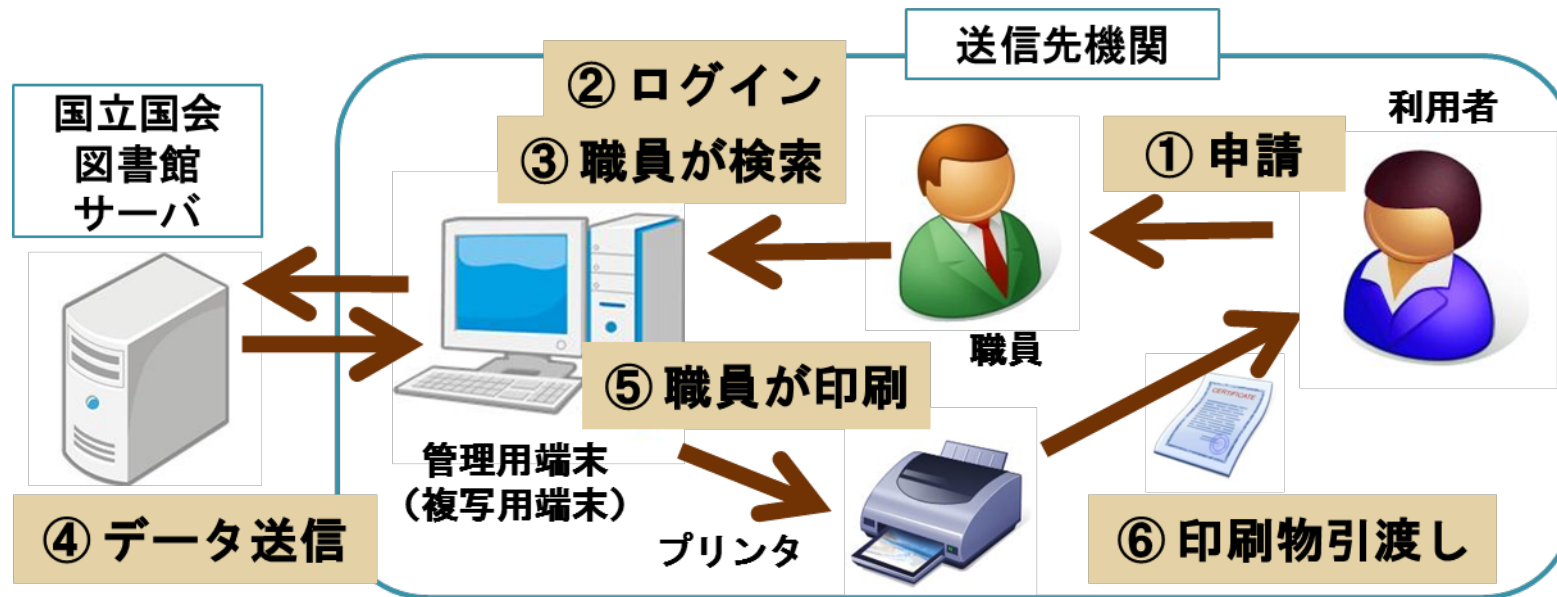 送信先機関
国立国会
図書館
サーバ
② ログイン
③ 職員が検索
利用者
① 申請
職員
⑤ 職員が印刷
CERTIFICATE
管理用端末
（複写用端末）
④ データ送信
プリンタ
⑥ 印刷物引渡し